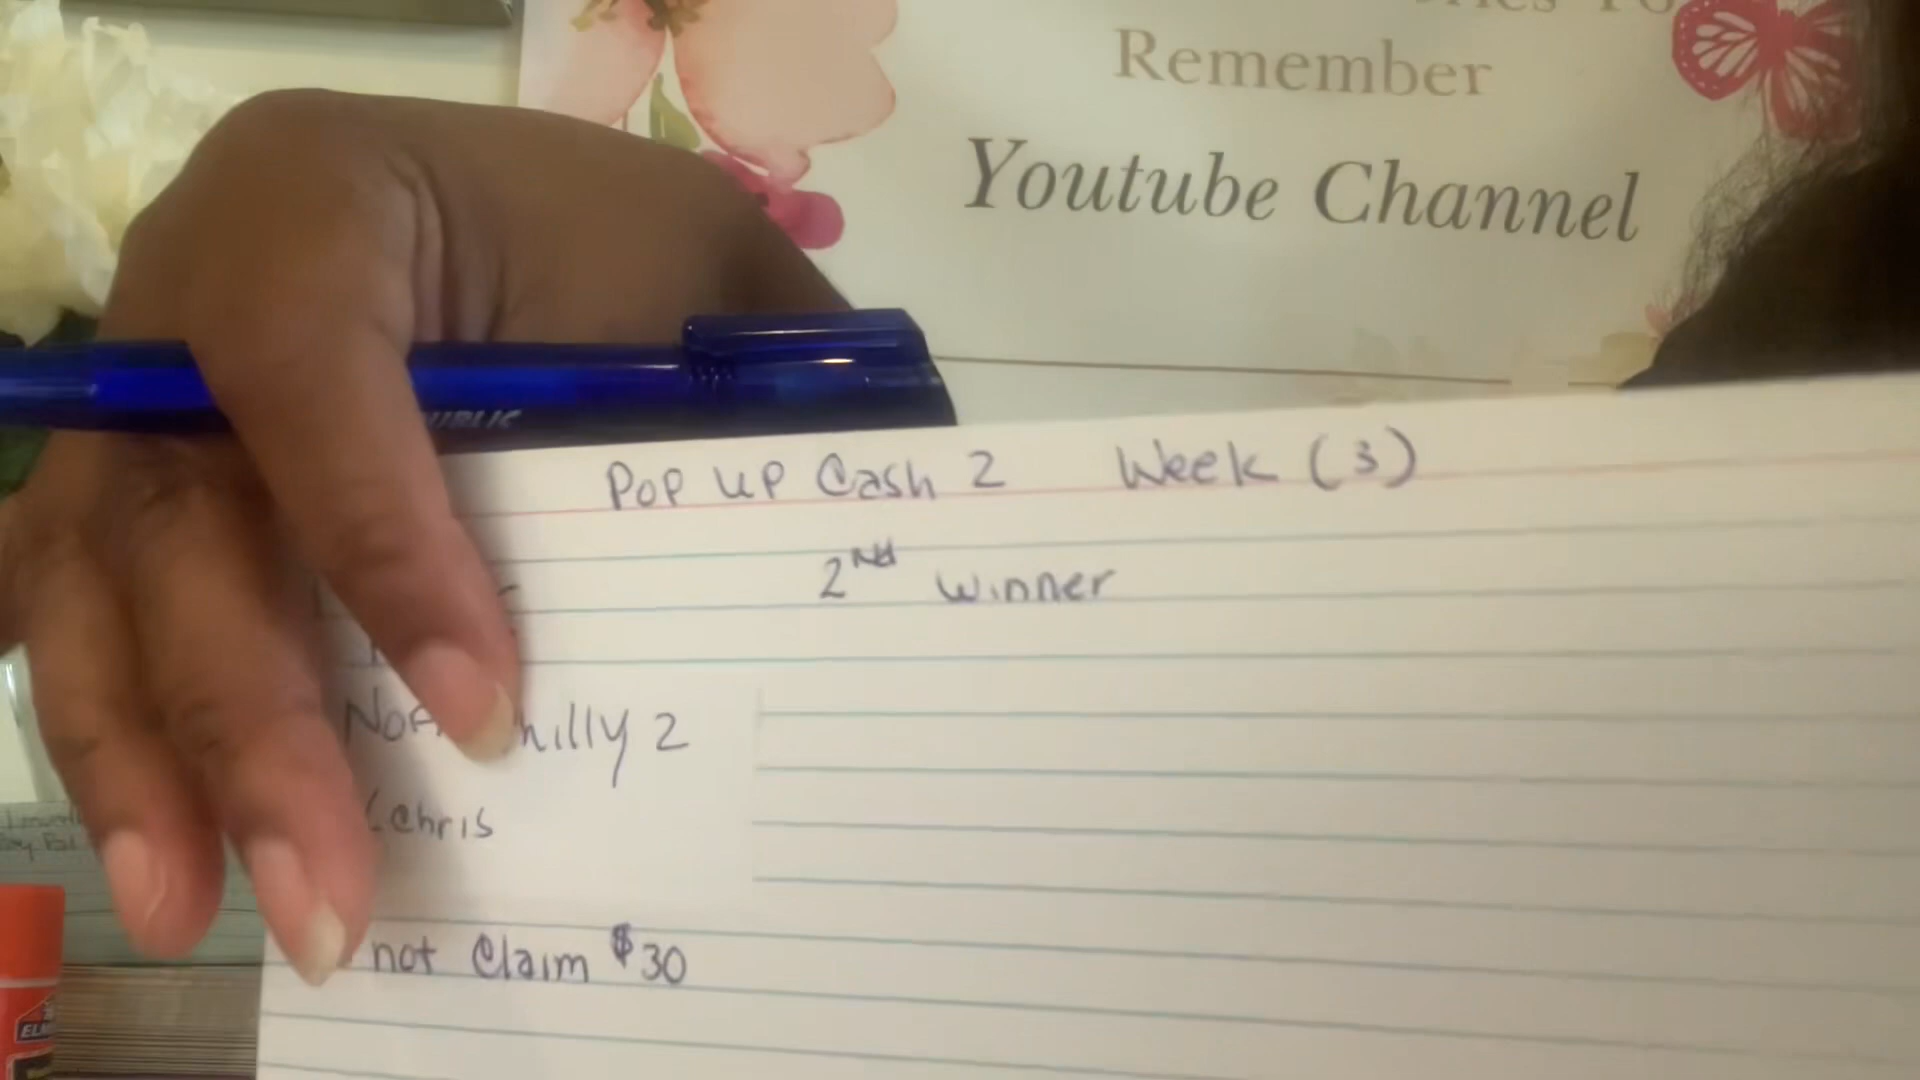 Remember
Youtube Channel
Pop up Cash 2 Week (3)
2nd winner
hilly 2
(Chris
not Claim $30